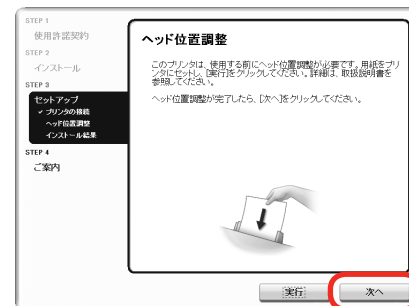 STEP 1
使用許諾契約
STEP 2
インストール
STEP 3
セットアップ
✓ プリンタの接続
ヘッド位置調整
インストール結果
STEP 4
ご案内
ヘッド位置調整
このプリンタは、使用する前にヘッド位置調整が必要です。用紙をプリ
ンタにセットし、[実行]をクリックしてください。詳細は、取扱説明書を
参照してください。
ヘッド位置調整が完了したら、[次へ]をクリックしてください。
実行
次へ